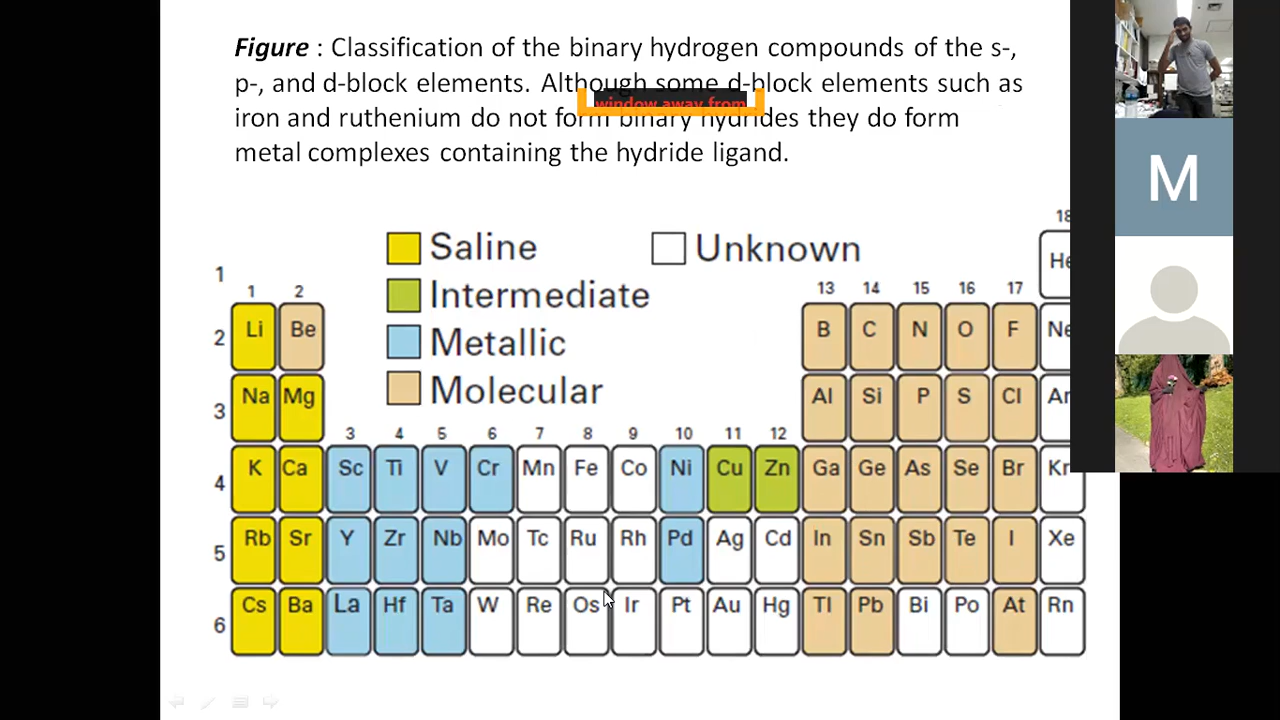 Figure : Classification of the binary hydrogen compounds of the s-,
p-, and d-block elements. Although some d-block elements such as
window away from
iron and ruthenium do not form binary hydrides they do form
metal complexes containing the hydride ligand.
M
Saline
Unknown
Intermediate
Metallic
Molecular
18
1 He
1 2 13 14 15 16 17
2 Li Be B C N O F Ne
3 Na Mg Al Si P S Cl Ar
3 4 5 6 7 8 9 10 11 12
4 K Ca Sc Ti V Cr Mn Fe Co Ni Cu Zn Ga Ge As Se Br Kr
5 Rb Sr Y Zr Nb Mo Tc Ru Rh Pd Ag Cd In Sn Sb Te I Xe
6 Cs Ba La Hf Ta W Re Os Ir Pt Au Hg Tl Pb Bi Po At Rn